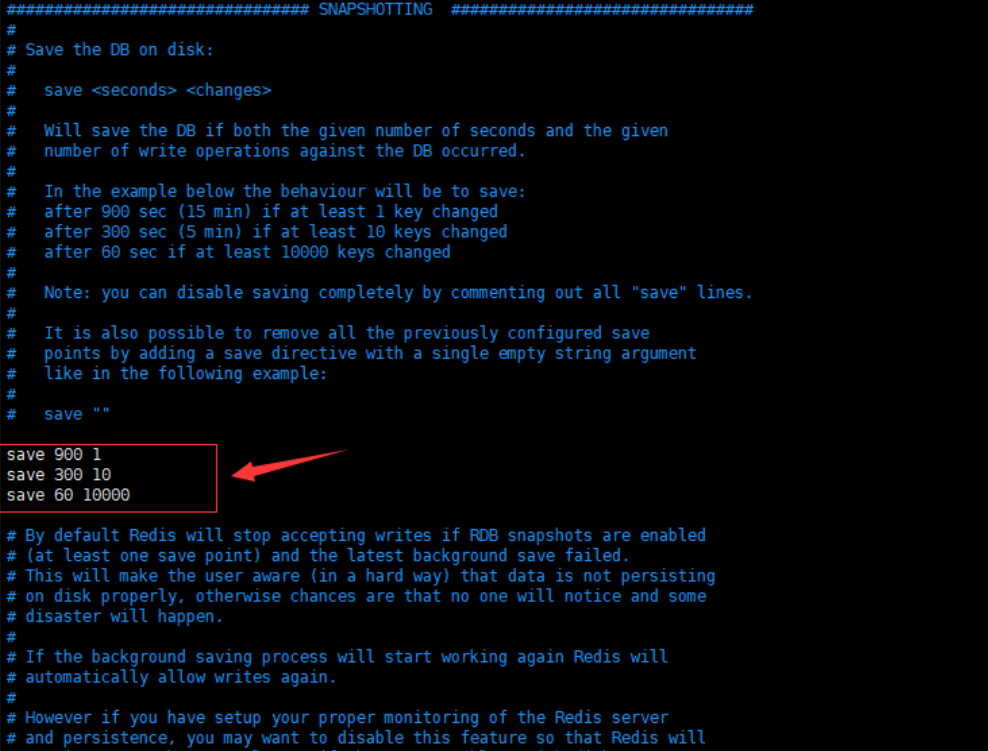 ################################ SNAPSHOTTING  ################################
#
# Save the DB on disk:
#
#   save <seconds> <changes>
#
#   Will save the DB if both the given number of seconds and the given
#   number of write operations against the DB occurred.
#
#   In the example below the behaviour will be to save:
#   after 900 sec (15 min) if at least 1 key changed
#   after 300 sec (5 min) if at least 10 keys changed
#   after 60 sec if at least 10000 keys changed
#
#   Note: you can disable saving completely by commenting out all "save" lines.
#
#   It is also possible to remove all the previously configured save
#   points by adding a save directive with a single empty string argument
#   like in the following example:
#
#   save ""
save 900 1
save 300 10
save 60 10000
# By default Redis will stop accepting writes if RDB snapshots are enabled
# (at least one save point) and the latest background save failed.
# This will make the user aware (in a hard way) that data is not persisting
# on disk properly, otherwise chances are that no one will notice and some
# disaster will happen.
#
# If the background saving process will start working again Redis will
# automatically allow writes again.
#
# However if you have setup your proper monitoring of the Redis server
# and persistence, you may want to disable this feature so that Redis will